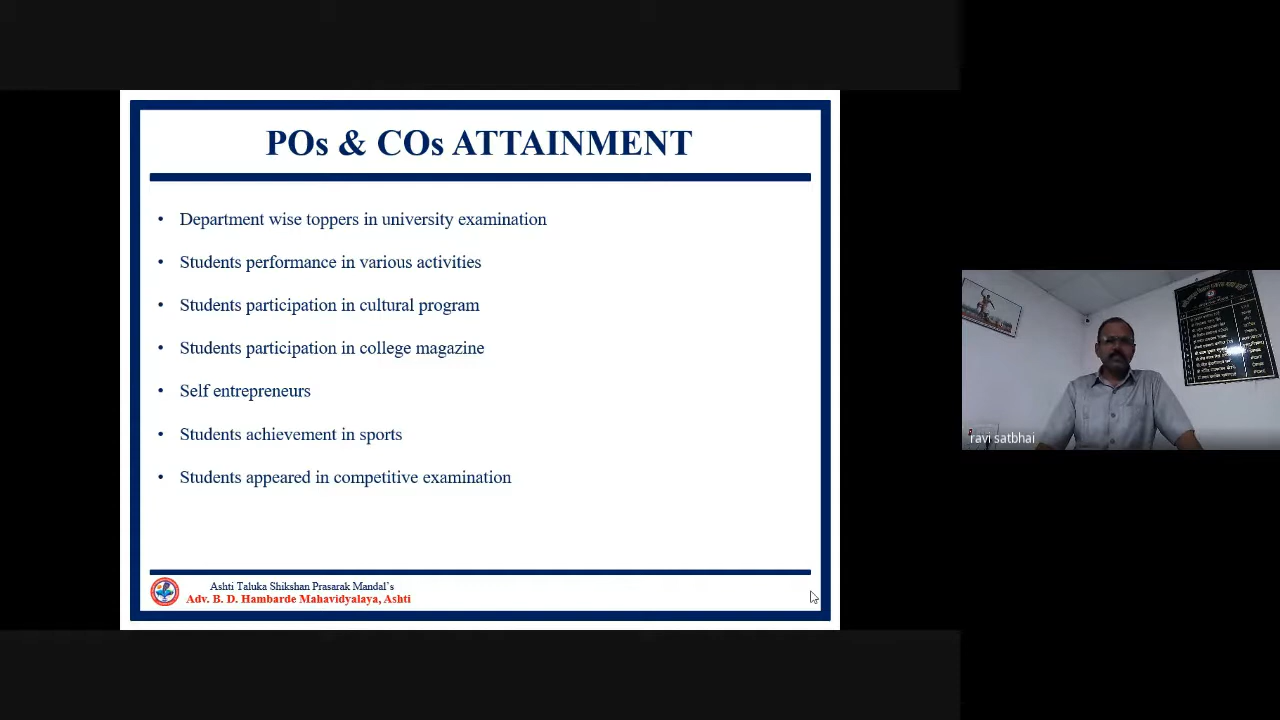 POs & COs ATTAINMENT
• Department wise toppers in university examination
• Students performance in various activities
• Students participation in cultural program
• Students participation in college magazine
• Self entrepreneurs
• Students achievement in sports
• Students appeared in competitive examination
Ashti Taluka Shikshan Prasarak Mandal's
Adv. B. D. Hambarde Mahavidyalaya, Ashti
ravi satbhai